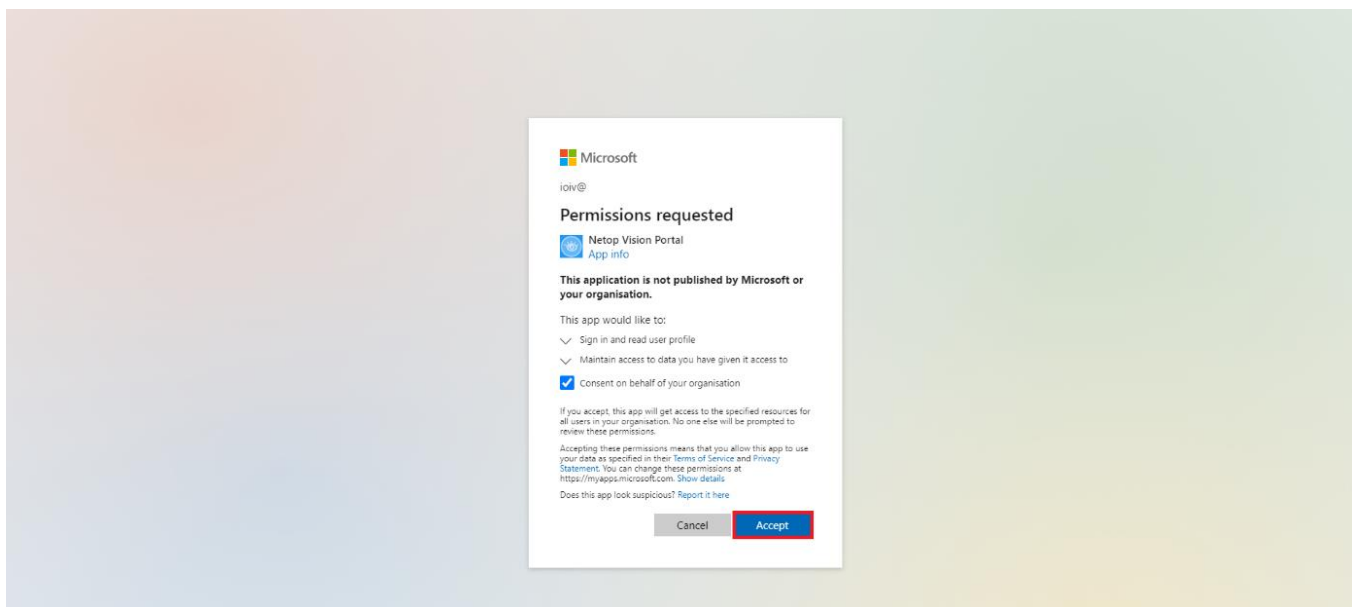 Microsoft
ioiv@
Permissions requested
Netop Vision Portal
App info
This application is not published by Microsoft or
your organisation.
This app would like to:
Sign in and read user profile
Maintain access to data you have given it access to
Consent on behalf of your organisation
If you accept, this app will get access to the specified resources for
all users in your organisation. No one else will be prompted to
review these permissions.
Accepting these permissions means that you allow this app to use
your data as specified in their Terms of Service and Privacy
Statement. You can change these permissions at
https://myapps.microsoft.com. Show details
Does this app look suspicious? Report it here
Cancel Accept